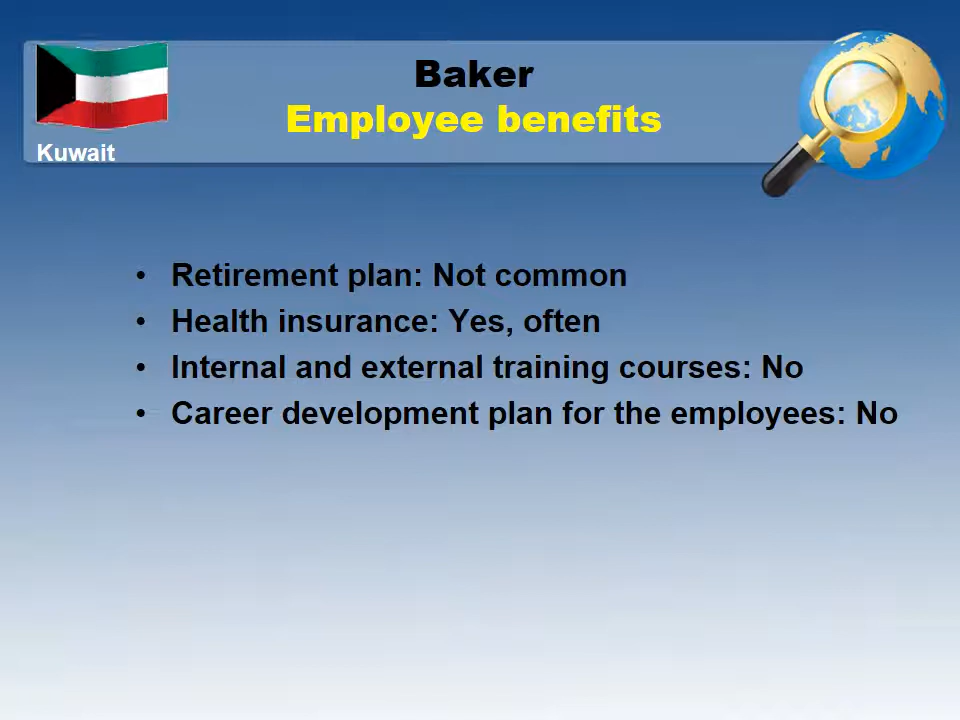 Baker
Employee benefits
Kuwait
• Retirement plan: Not common
• Health insurance: Yes, often
• Internal and external training courses: No
• Career development plan for the employees: No